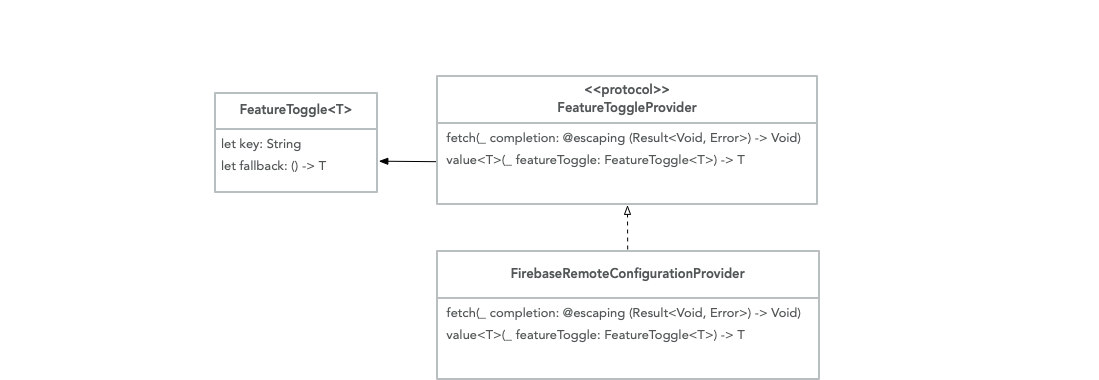 FeatureToggle<T>
let key: String
let fallback: () -> T
<<protocol>>
FeatureToggleProvider
fetch(_ completion: @escaping (Result<Void, Error>) -> Void)
value<T>(_ featureToggle: FeatureToggle<T>) -> T
FirebaseRemoteConfigurationProvider
fetch(_ completion: @escaping (Result<Void, Error>) -> Void)
value<T>(_ featureToggle: FeatureToggle<T>) -> T